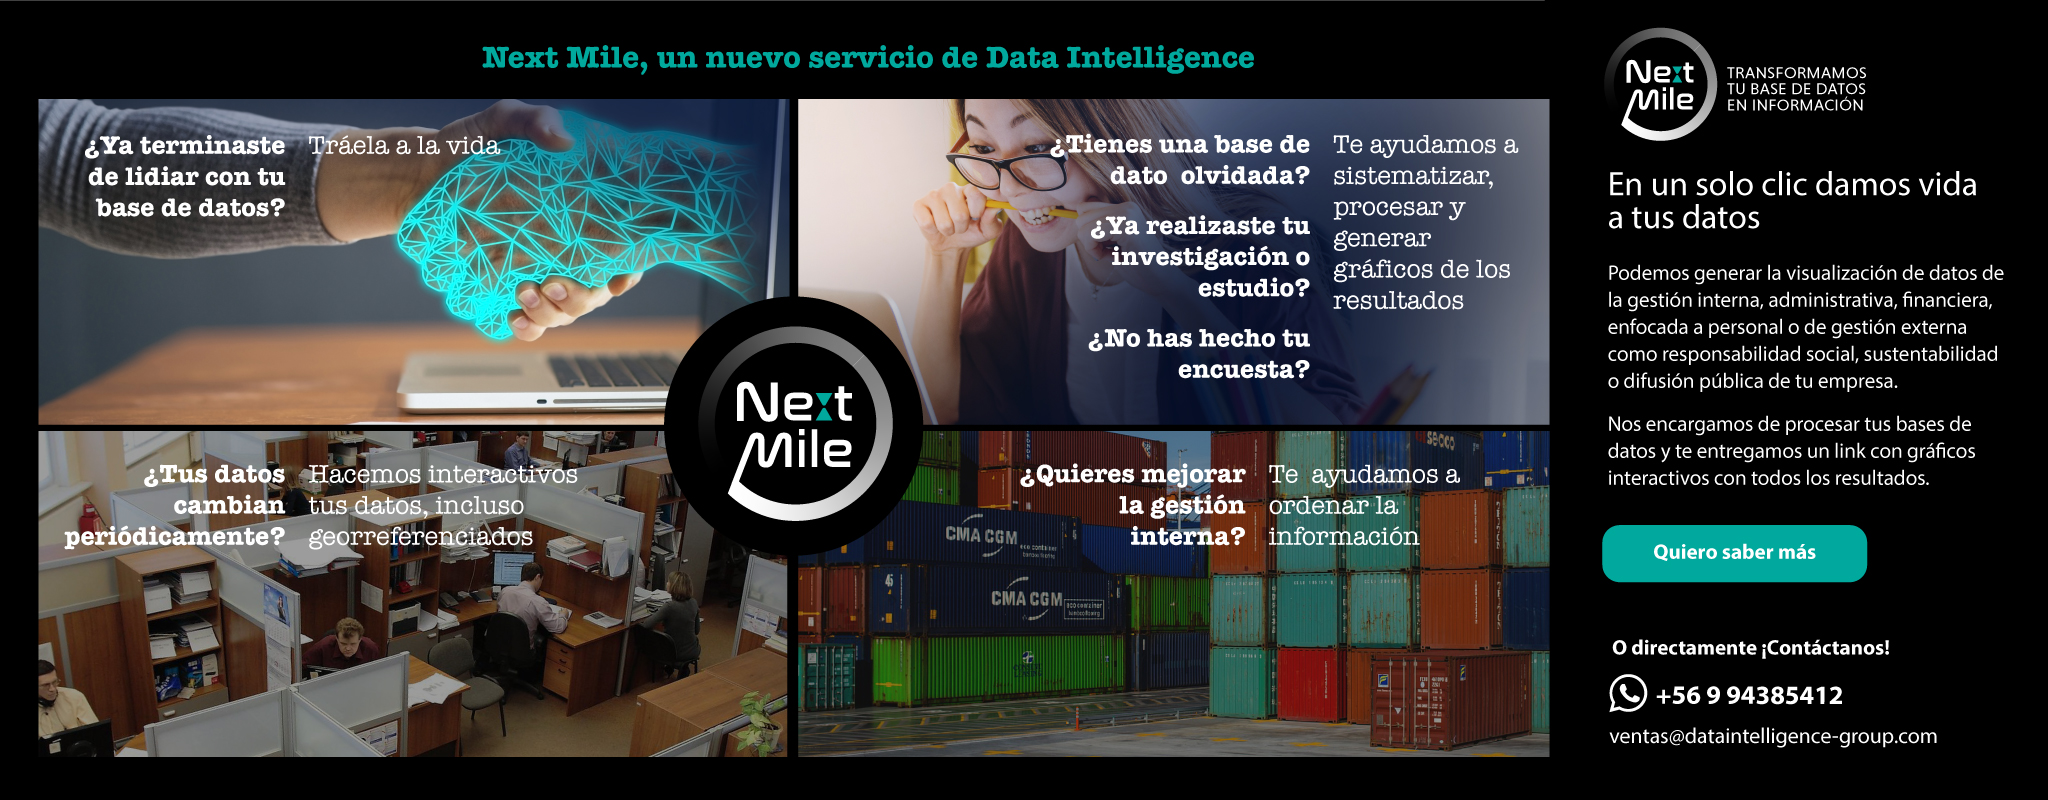 Next Mile, un nuevo servicio de Data Intelligence
¿Ya terminaste
de lidiar con tu
base de datos?
Tráela a la vida
¿Tienes una base de
dato  olvidada?
¿Ya realizaste tu
investigación o
estudio?
¿No has hecho tu
encuesta?
Te ayudamos a
sistematizar,
procesar y
generar
gráficos de los
resultados
Next
Mile
¿Tus datos
cambian
periódicamente?
Hacemos interactivos
tus datos, incluso
georreferenciados
¿Quieres mejorar
la gestión
interna?
Te  ayudamos a
ordenar la
información
seaco
CMA CGM
eco container
CMA CGM
eco container
45
Next
Mile
TRANSFORMAMOS
TU BASE DE DATOS
EN INFORMACIÓN
En un solo clic damos vida
a tus datos
Podemos generar la visualización de datos de
la gestión interna, administrativa, financiera,
enfocada a personal o de gestión externa
como responsabilidad social, sustentabilidad
o difusión pública de tu empresa.
Nos encargamos de procesar tus bases de
datos y te entregamos un link con gráficos
interactivos con todos los resultados.
Quiero saber más
O directamente ¡Contáctanos!
+56 9 94385412
ventas@dataintelligence-group.com